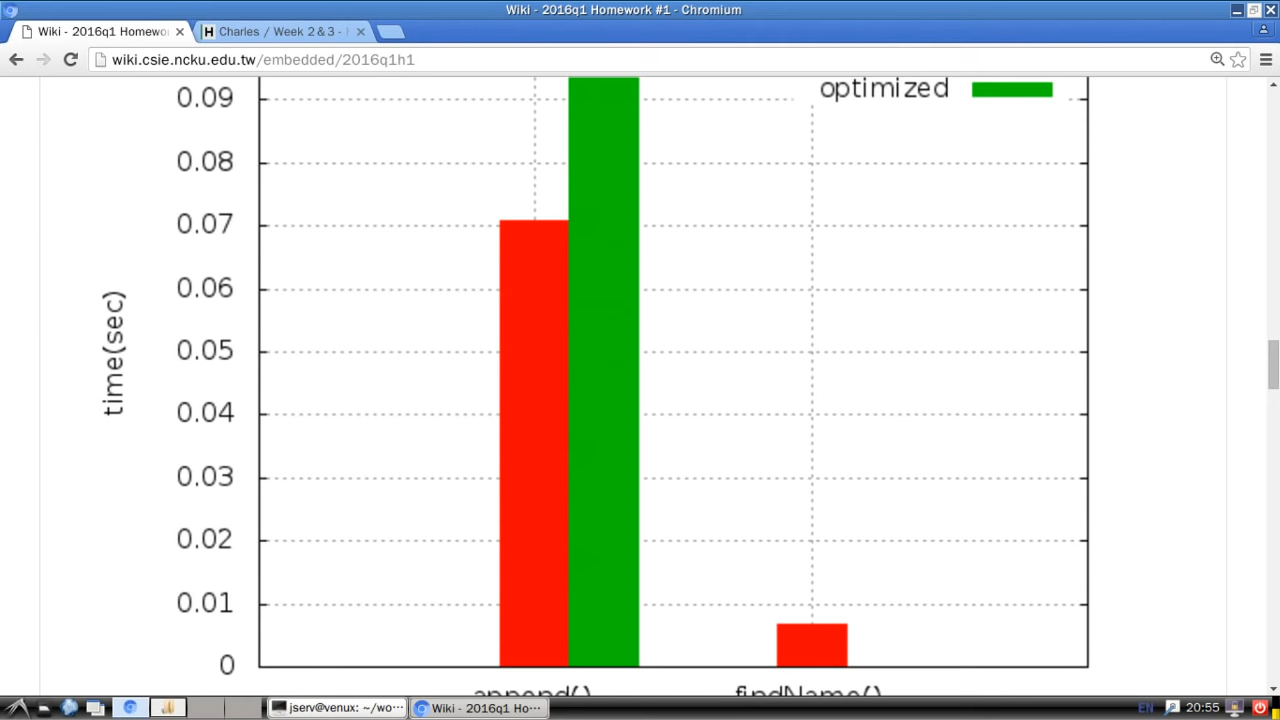 Wiki - 2016q1 Homework #1 - Chromium
Wiki - 2016q1 Homewo
Charles / Week 2 & 3 -
wiki.csie.ncku.edu.tw/embedded/2016q1h1
optimized
0.09
0.08
0.07
0.06
0.05
0.04
0.03
0.02
0.01
0
time(sec)
append()
findName()
jserv@venux: ~/wo···
Wiki - 2016q1 Ho···
EN
20:55